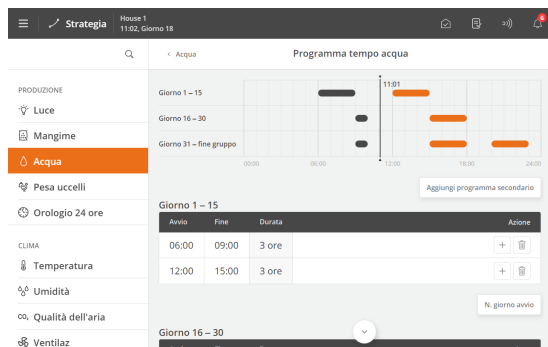 Strategia
House 1
11:02, Giorno 18
6
‹ Acqua
Programma tempo acqua
PRODUZIONE
Luce
Mangime
Acqua
Pesa uccelli
Orologio 24 ore
CLIMA
Temperatura
Umidità
CO₂ Qualità dell'aria
Ventilaz
11:01
Giorno 1 – 15
Giorno 16 – 30
Giorno 31 – fine gruppo
00:00 06:00 12:00 18:00 24:00
Aggiungi programma secondario
Giorno 1 – 15
Avvio Fine Durata Azione
06:00 09:00 3 ore
12:00 15:00 3 ore
N. giorno avvio
Giorno 16 – 30